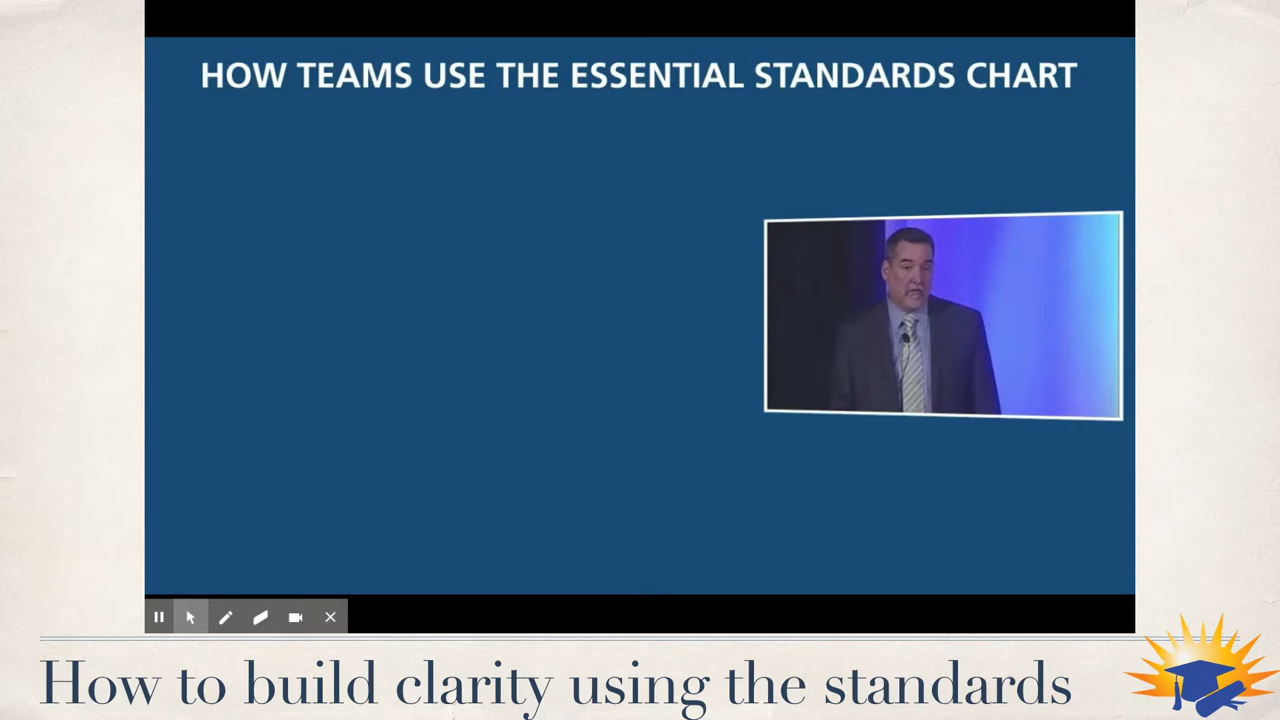 HOW TEAMS USE THE ESSENTIAL STANDARDS CHART
How to build clarity using the standards